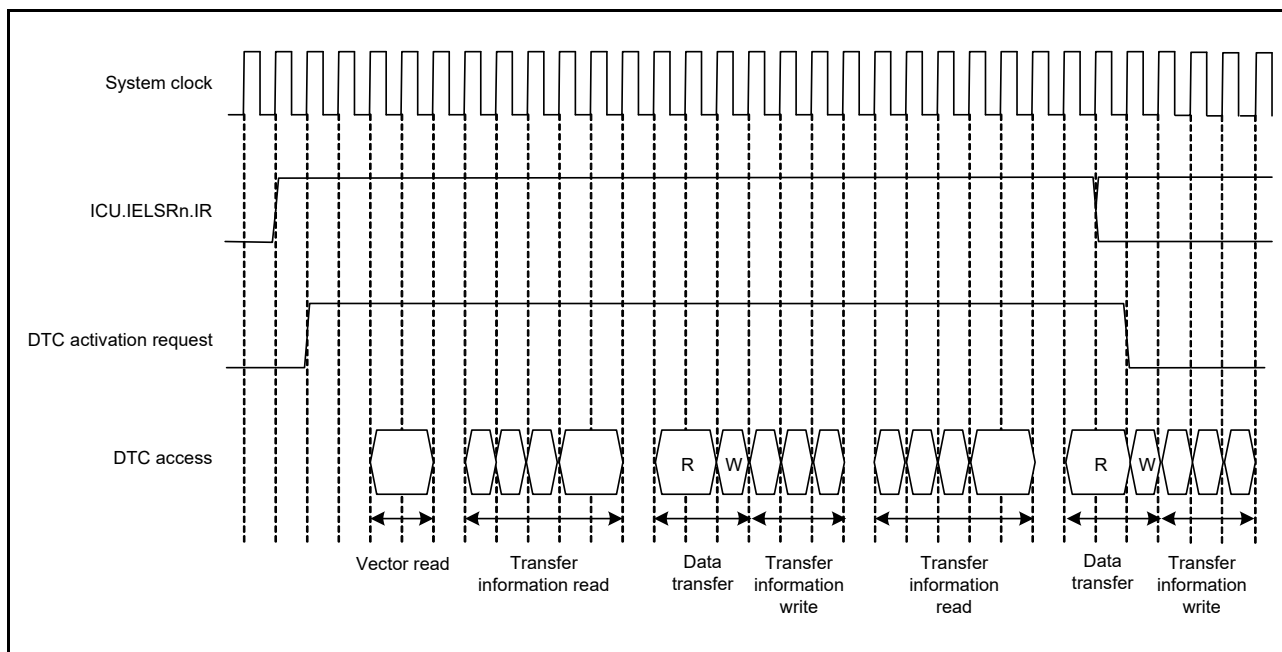 System clock
ICU.IELSRn.IR
DTC activation request
DTC access
R
W
R
W
Vector read
Transfer
information read
Data
transfer
Transfer
information
write
Transfer
information
read
Data
transfer
Transfer
information
write